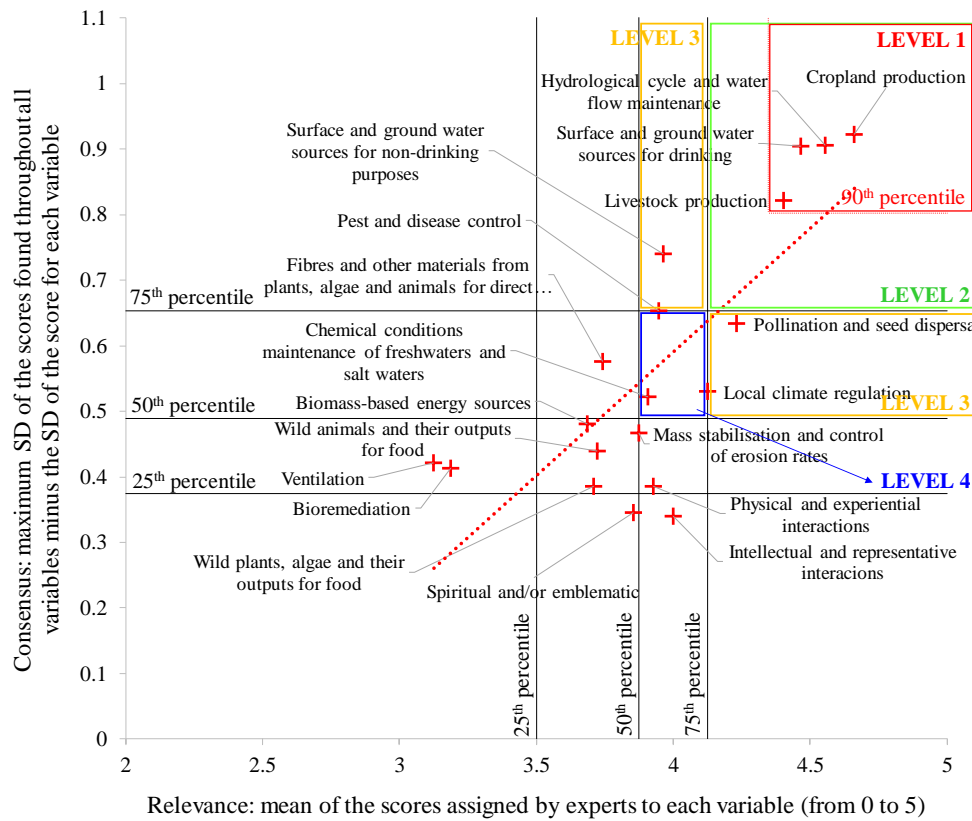 Consensus: maximum SD of the scores found throughout all
variables minus the SD of the score for each variable
1.1
1
0.9
0.8
0.7
0.6
0.5
0.4
0.3
0.2
0.1
0
LEVEL 3
LEVEL 1
Hydrological cycle and water
flow maintenance
Cropland production
Surface and ground water
sources for non-drinking
purposes
Surface and ground water
sources for drinking
Livestock production
90th percentile
Pest and disease control
Fibres and other materials from
plants, algae and animals for direct…
75th percentile
LEVEL 2
Chemical conditions
maintenance of freshwaters and
salt waters
Pollination and seed dispersa
Local climate regulation
LEVEL 3
50th percentile
Biomass-based energy sources
Wild animals and their outputs
for food
Mass stabilisation and control
of erosion rates
Ventilation
25th percentile
LEVEL 4
Bioremediation
Physical and experiential
interactions
Wild plants, algae and their
outputs for food
Intellectual and representative
interacions
Spiritual and/or emblematic
25th percentile
50th percentile
75th percentile
2
2.5
3
3.5
4
4.5
5
Relevance: mean of the scores assigned by experts to each variable (from 0 to 5)